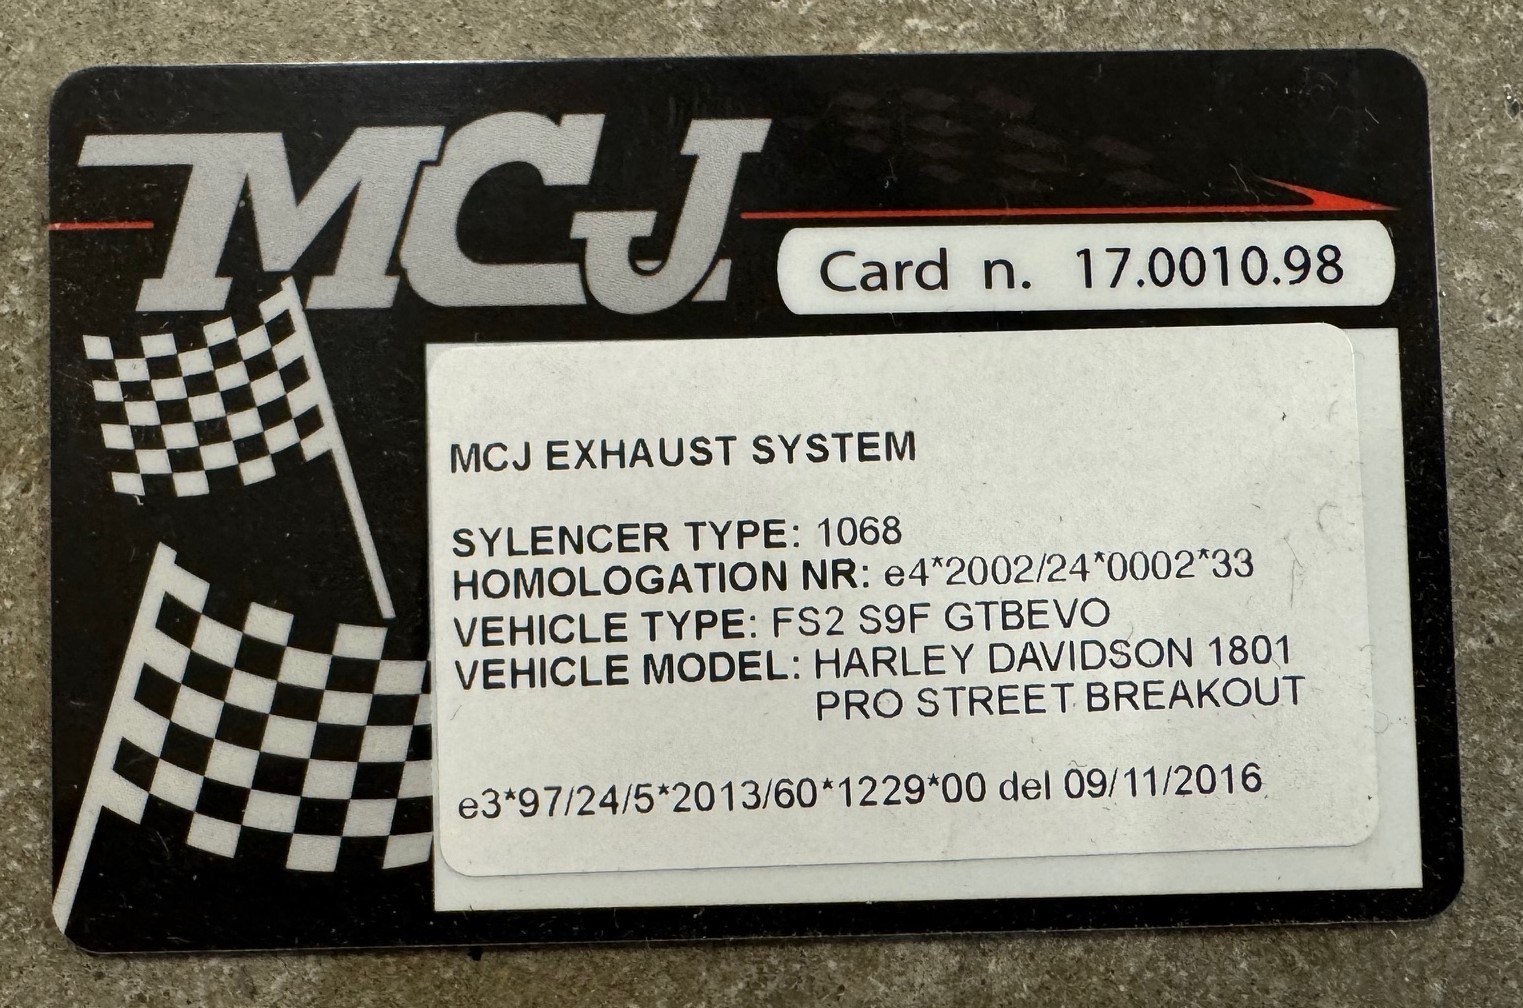 MCJ
Card n. 17.0010.98
MCJ EXHAUST SYSTEM
SYLENCER TYPE: 1068
HOMOLOGATION NR: e4*2002/24*0002*33
VEHICLE TYPE: FS2 S9F GTBEVO
VEHICLE MODEL: HARLEY DAVIDSON 1801
PRO STREET BREAKOUT
e3*97/24/5*2013/60*1229*00 del 09/11/2016